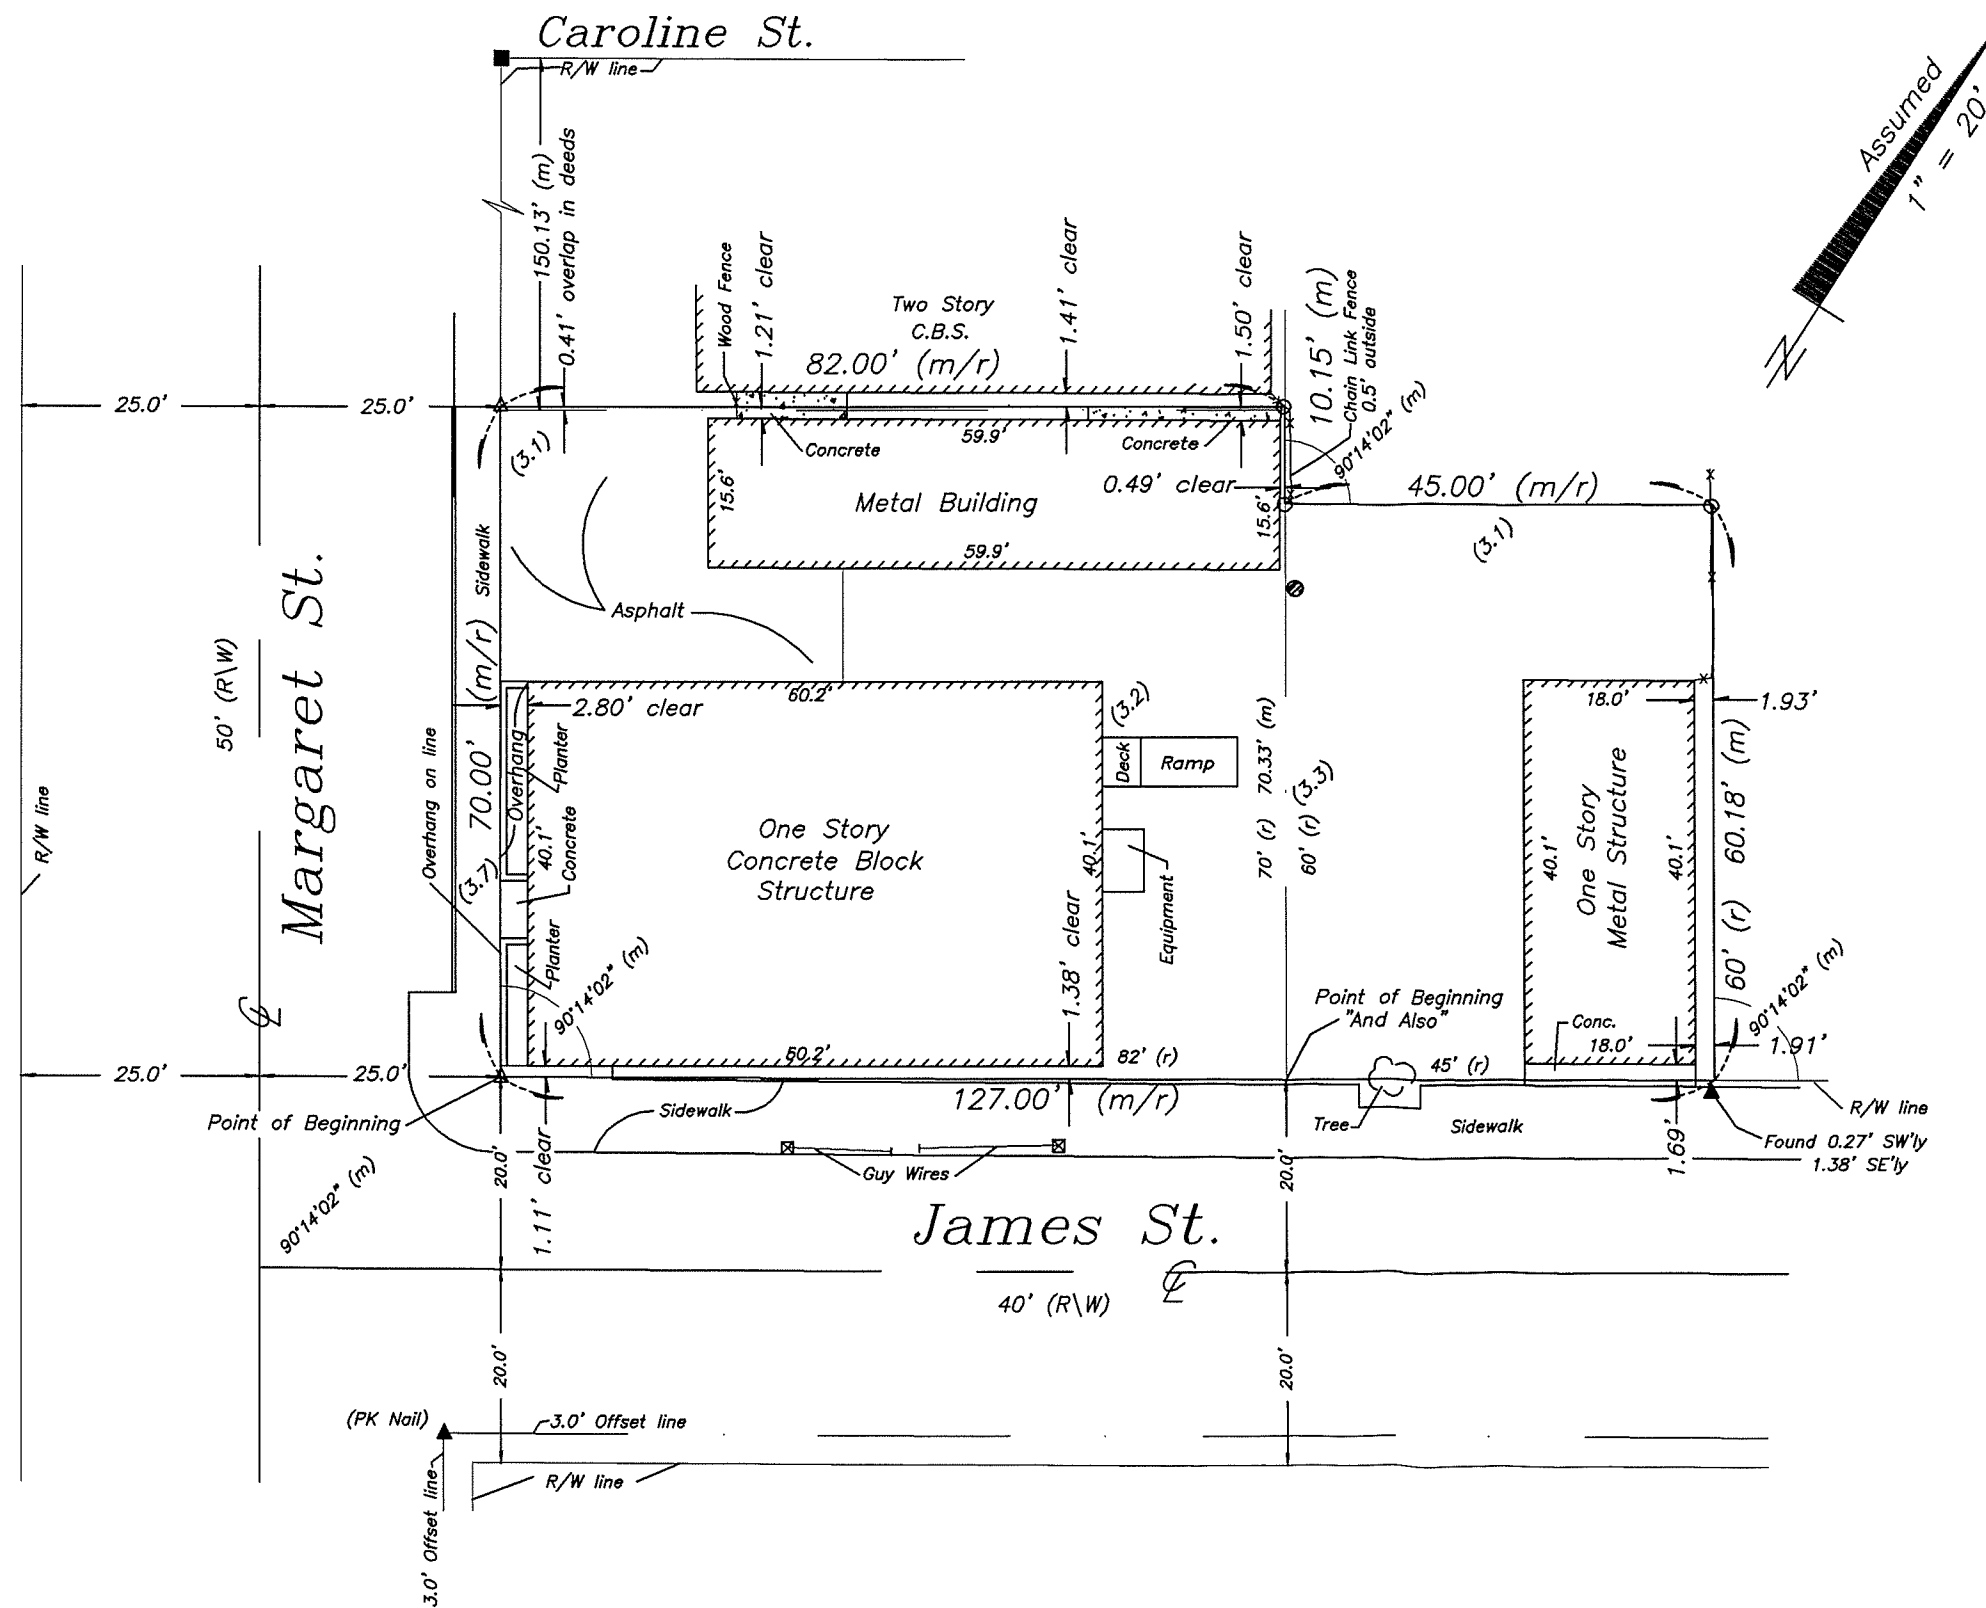 Caroline St.
R/W line
150.13' (m)
0.41' overlap in deeds
Assumed
1" = 20'
N
Wood Fence
1.21' clear
Two Story
C.B.S.
82.00' (m/r)
1.41' clear
1.50' clear
10.15' (m)
Chain Link Fence
0.5' outside
90°14'02" (m)
25.0'
25.0'
(3.1)
Concrete
59.9'
Concrete
15.6'
Metal Building
0.49' clear
15.6'
59.9'
45.00' (m/r)
(3.1)
Sidewalk
Asphalt
50' (R\W)
Margaret St.
R/W line
70.00' (m/r)
Overhang on line
(3.7)
2.80' clear
60.2'
Overhang
Planter
40.1'
Concrete
Planter
90°14'02" (m)
One Story
Concrete Block
Structure
40.1'
1.38' clear
(3.2)
Deck
Ramp
Equipment
70' (r) 70.33' (m)
60' (r) (3.3)
18.0'
1.93'
40.1'
One Story
Metal Structure
40.1'
60' (r) 60.18' (m)
90°14'02" (m)
Point of Beginning
"And Also"
Conc.
18.0'
1.91'
60.2'
82' (r)
45' (r)
25.0'
25.0'
Point of Beginning
Sidewalk
127.00' (m/r)
Tree
Sidewalk
R/W line
Found 0.27' SW'ly
1.38' SE'ly
1.69'
90°14'02" (m)
20.0'
1.11' clear
Guy Wires
20.0'
James St.
40' (R\W)
20.0'
20.0'
(PK Nail)
3.0' Offset line
R/W line
3.0' Offset line